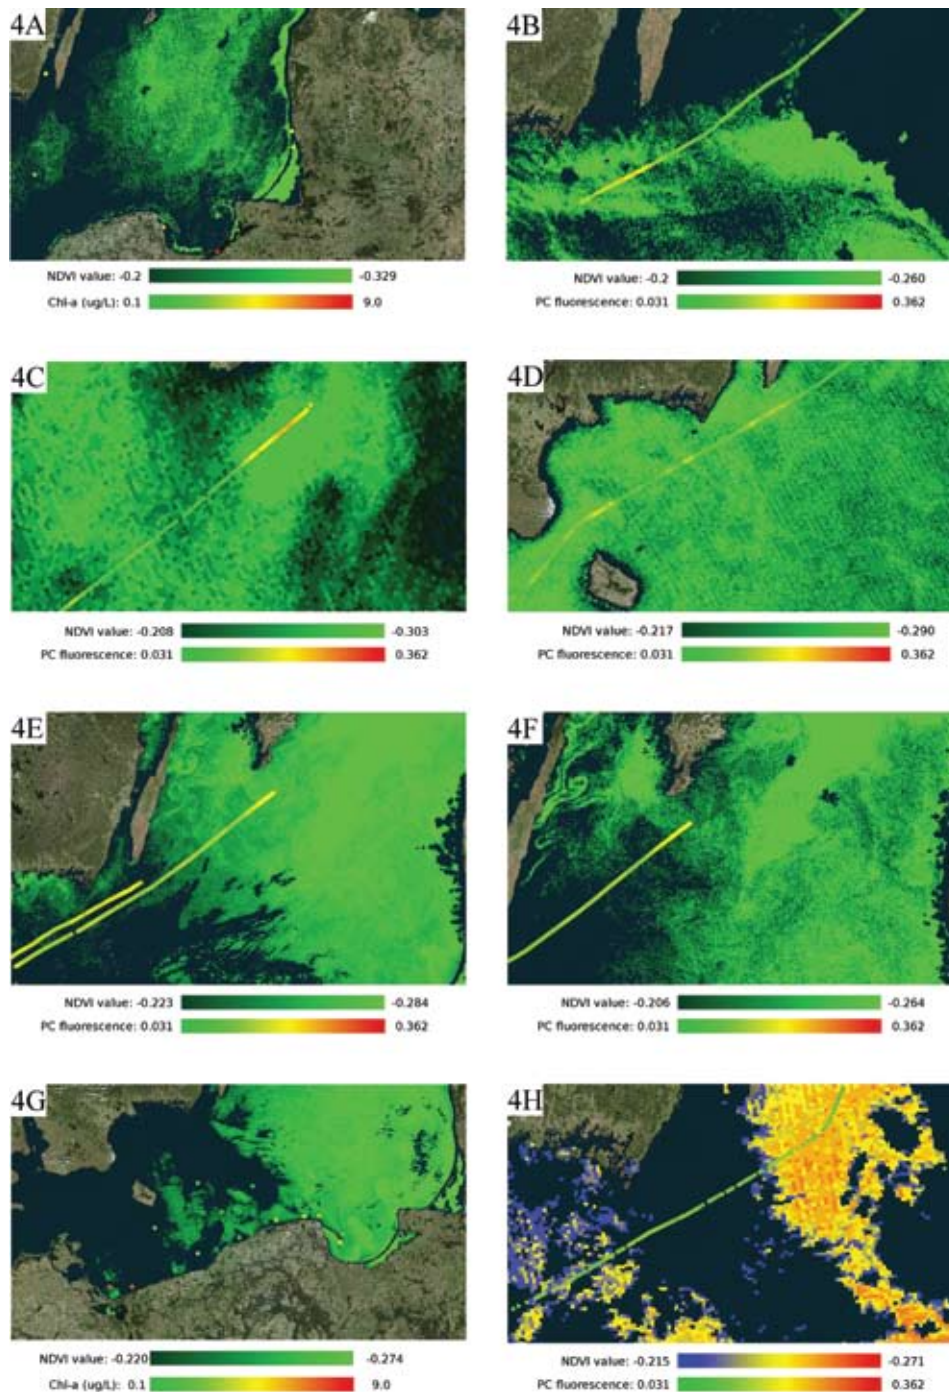 4A
4B
NDVI value: -0.2 -0.329
Chl-a (ug/L): 0.1 9.0
NDVI value: -0.2 -0.260
PC fluorescence: 0.031 0.362
4C
4D
NDVI value: -0.208 -0.303
PC fluorescence: 0.031 0.362
NDVI value: -0.217 -0.290
PC fluorescence: 0.031 0.362
4E
4F
NDVI value: -0.223 -0.284
PC fluorescence: 0.031 0.362
NDVI value: -0.206 -0.264
PC fluorescence: 0.031 0.362
4G
4H
NDVI value: -0.220 -0.274
Chl-a (ug/L): 0.1 9.0
NDVI value: -0.215 -0.271
PC fluorescence: 0.031 0.362